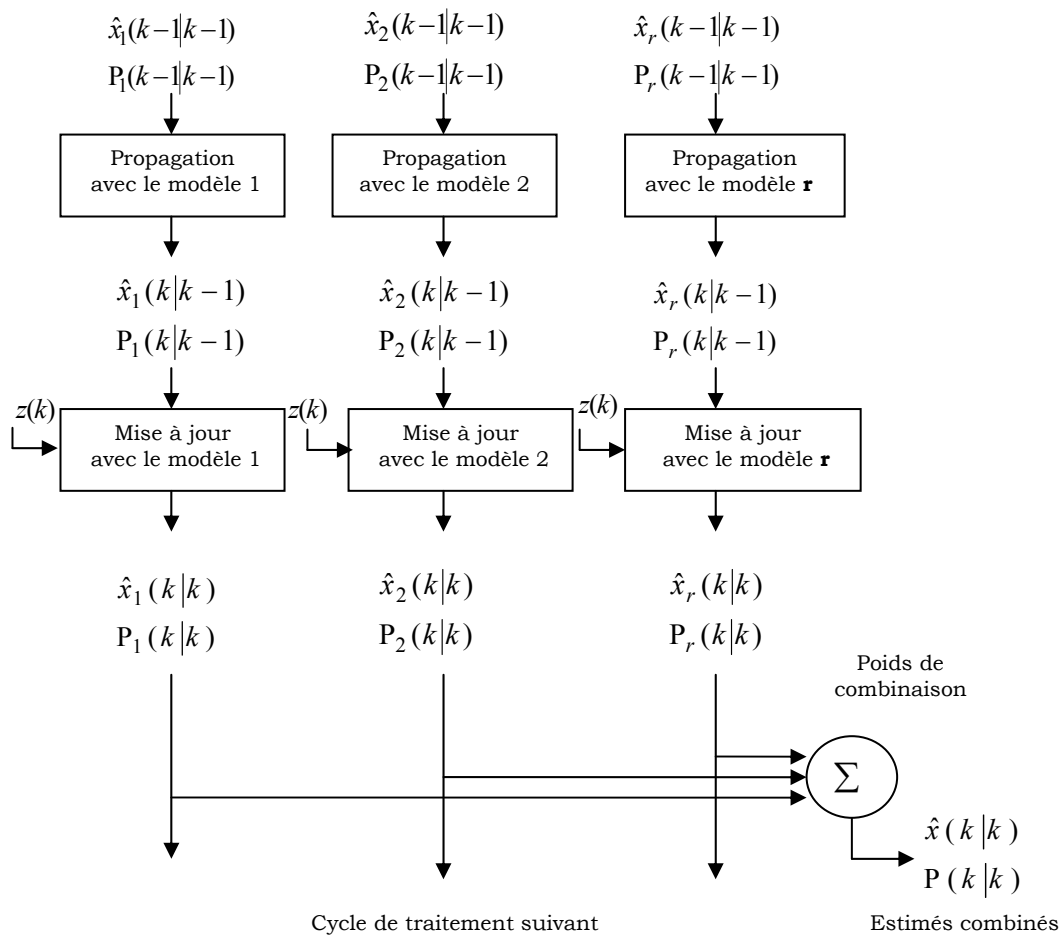 x̂₁(k−1|k−1) x̂₂(k−1|k−1) x̂ᵣ(k−1|k−1)
P₁(k−1|k−1) P₂(k−1|k−1) Pᵣ(k−1|k−1)
Propagation
avec le modèle 1
Propagation
avec le modèle 2
Propagation
avec le modèle r
x̂₁(k|k−1) x̂₂(k|k−1) x̂ᵣ(k|k−1)
P₁(k|k−1) P₂(k|k−1) Pᵣ(k|k−1)
z(k)
Mise à jour
avec le modèle 1
z(k)
Mise à jour
avec le modèle 2
z(k)
Mise à jour
avec le modèle r
x̂₁(k|k) x̂₂(k|k) x̂ᵣ(k|k)
P₁(k|k) P₂(k|k) Pᵣ(k|k)
Poids de
combinaison
Σ
x̂(k|k)
P(k|k)
Cycle de traitement suivant
Estimés combinés